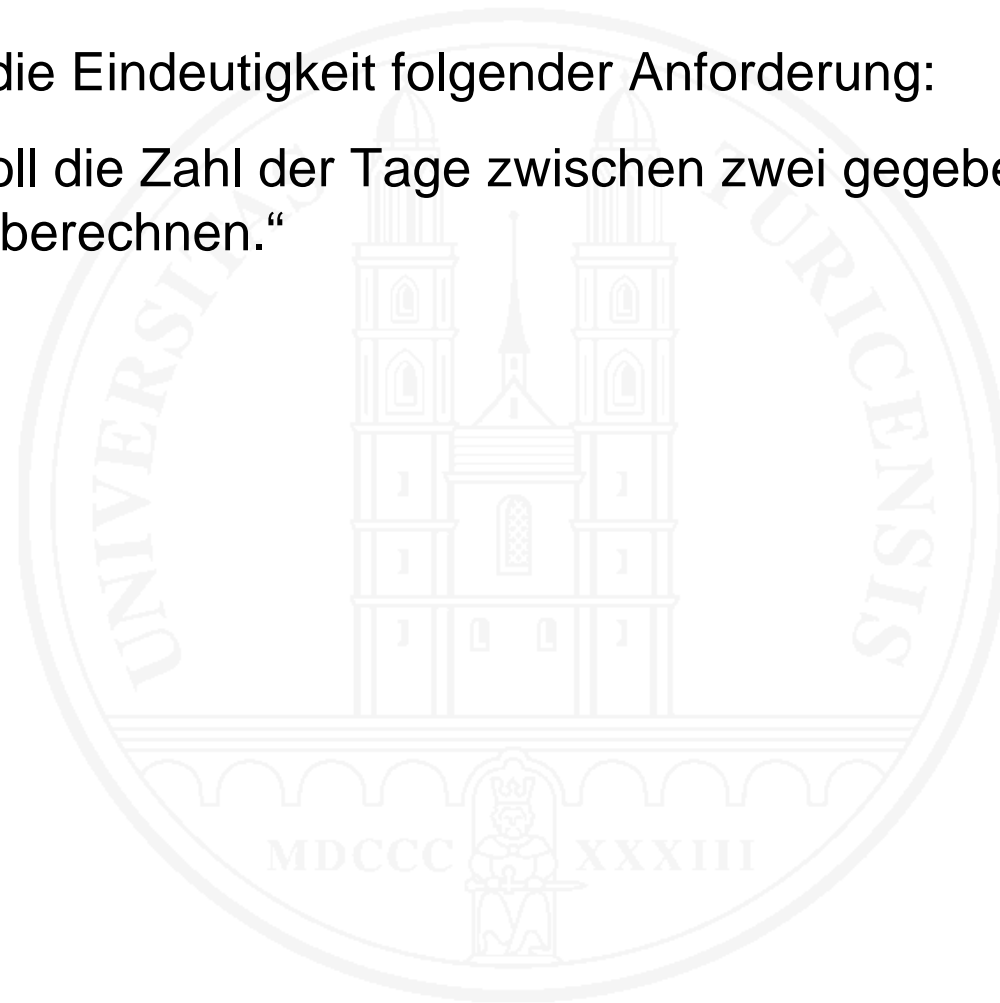 die Eindeutigkeit folgender Anforderung:
oll die Zahl der Tage zwischen zwei gegebe
berechnen.“
UNIVERSITAS TURICENSIS
MDCCC XXXIII